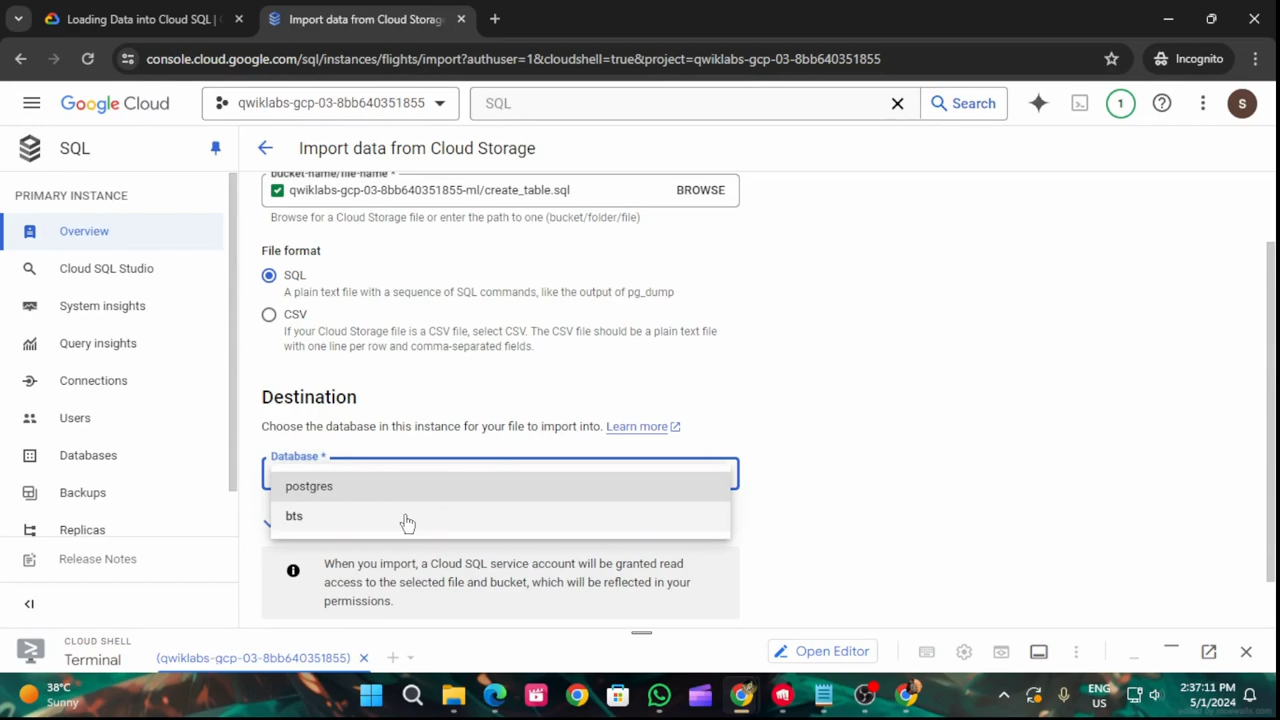 Loading Data into Cloud SQL |
Import data from Cloud Storage
console.cloud.google.com/sql/instances/flights/import?authuser=1&cloudshell=true&project=qwiklabs-gcp-03-8bb640351855
Incognito
Google Cloud
qwiklabs-gcp-03-8bb640351855
SQL
Search
1
S
SQL
Import data from Cloud Storage
PRIMARY INSTANCE
Overview
Cloud SQL Studio
System insights
Query insights
Connections
Users
Databases
Backups
Replicas
Release Notes
bucket-name/file-name *
qwiklabs-gcp-03-8bb640351855-ml/create_table.sql
BROWSE
Browse for a Cloud Storage file or enter the path to one (bucket/folder/file)
File format
SQL
A plain text file with a sequence of SQL commands, like the output of pg_dump
CSV
If your Cloud Storage file is a CSV file, select CSV. The CSV file should be a plain text file
with one line per row and comma-separated fields.
Destination
Choose the database in this instance for your file to import into. Learn more
Database *
postgres
bts
When you import, a Cloud SQL service account will be granted read
access to the selected file and bucket, which will be reflected in your
permissions.
CLOUD SHELL
Terminal
(qwiklabs-gcp-03-8bb640351855)
Open Editor
38°C
Sunny
ENG
US
2:37:11 PM
5/1/2024